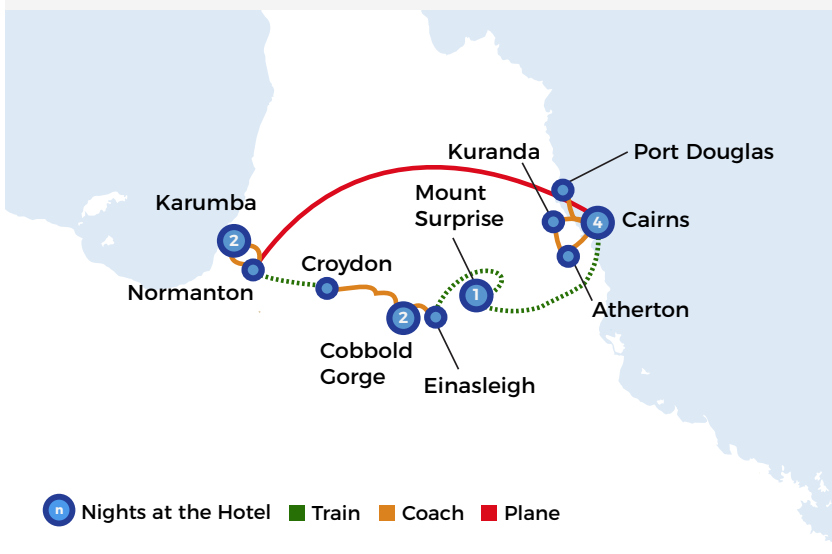 Kuranda
Port Douglas
Mount
Surprise
Karumba
2
4
Cairns
Croydon
Normanton
1
Atherton
2
Cobbold
Gorge
Einasleigh
n Nights at the Hotel Train Coach Plane